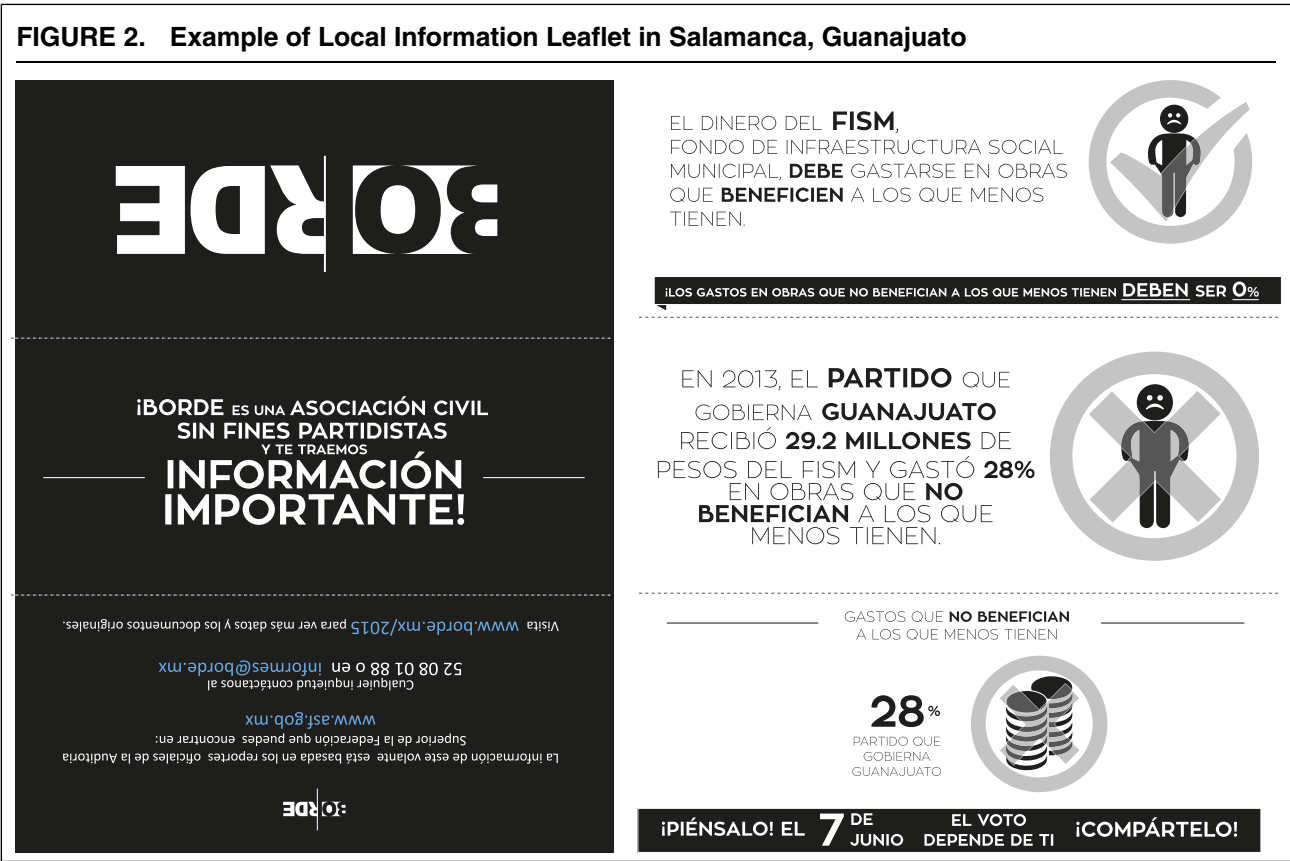 FIGURE 2. Example of Local Information Leaflet in Salamanca, Guanajuato
BORDE
¡BORDE ES UNA ASOCIACIÓN CIVIL
SIN FINES PARTIDISTAS
Y TE TRAEMOS
INFORMACIÓN
IMPORTANTE!
BORDE
La información de este volante está basada en los reportes oficiales de la Auditoria
Superior de la Federación que puedes encontrar en:
www.asf.gob.mx
Cualquier inquietud contáctanos al
52 08 01 88 o en informes@borde.mx
Visita www.borde.mx/2015 para ver más datos y los documentos originales.
EL DINERO DEL FISM,
FONDO DE INFRAESTRUCTURA SOCIAL
MUNICIPAL, DEBE GASTARSE EN OBRAS
QUE BENEFICIEN A LOS QUE MENOS
TIENEN.
¡LOS GASTOS EN OBRAS QUE NO BENEFICIAN A LOS QUE MENOS TIENEN DEBEN SER 0%
EN 2013, EL PARTIDO QUE
GOBIERNA GUANAJUATO
RECIBIÓ 29.2 MILLONES DE
PESOS DEL FISM Y GASTÓ 28%
EN OBRAS QUE NO
BENEFICIAN A LOS QUE
MENOS TIENEN.
GASTOS QUE NO BENEFICIAN
A LOS QUE MENOS TIENEN
28%
PARTIDO QUE
GOBIERNA
GUANAJUATO
¡PIÉNSALO! EL 7 DE JUNIO EL VOTO DEPENDE DE TI ¡COMPÁRTELO!